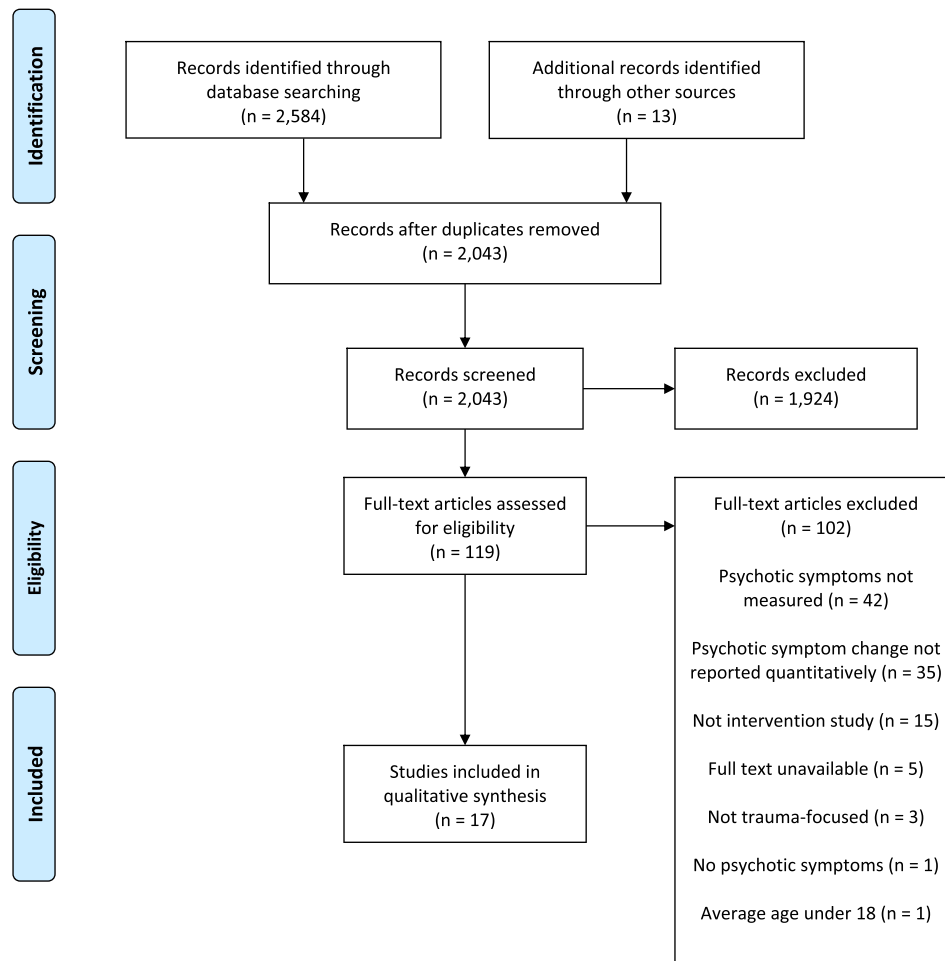 Identification
Records identified through
database searching
(n = 2,584)
Additional records identified
through other sources
(n = 13)
Records after duplicates removed
(n = 2,043)
Screening
Records screened
(n = 2,043)
Records excluded
(n = 1,924)
Eligibility
Full-text articles assessed
for eligibility
(n = 119)
Full-text articles excluded
(n = 102)
Psychotic symptoms not
measured (n = 42)
Psychotic symptom change not
reported quantitatively (n = 35)
Not intervention study (n = 15)
Full text unavailable (n = 5)
Not trauma-focused (n = 3)
No psychotic symptoms (n = 1)
Average age under 18 (n = 1)
Included
Studies included in
qualitative synthesis
(n = 17)